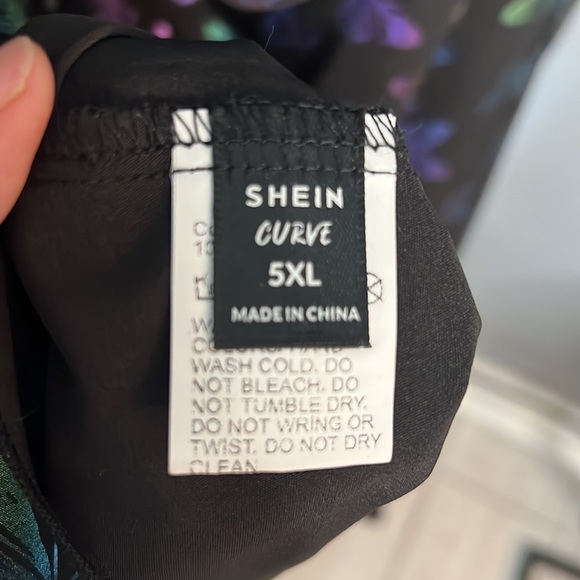 SHEIN
CURVE
5XL
MADE IN CHINA
WASH COLD. DO
NOT BLEACH. DO
NOT TUMBLE DRY.
DO NOT WRING OR
TWIST. DO NOT DRY
CLEAN